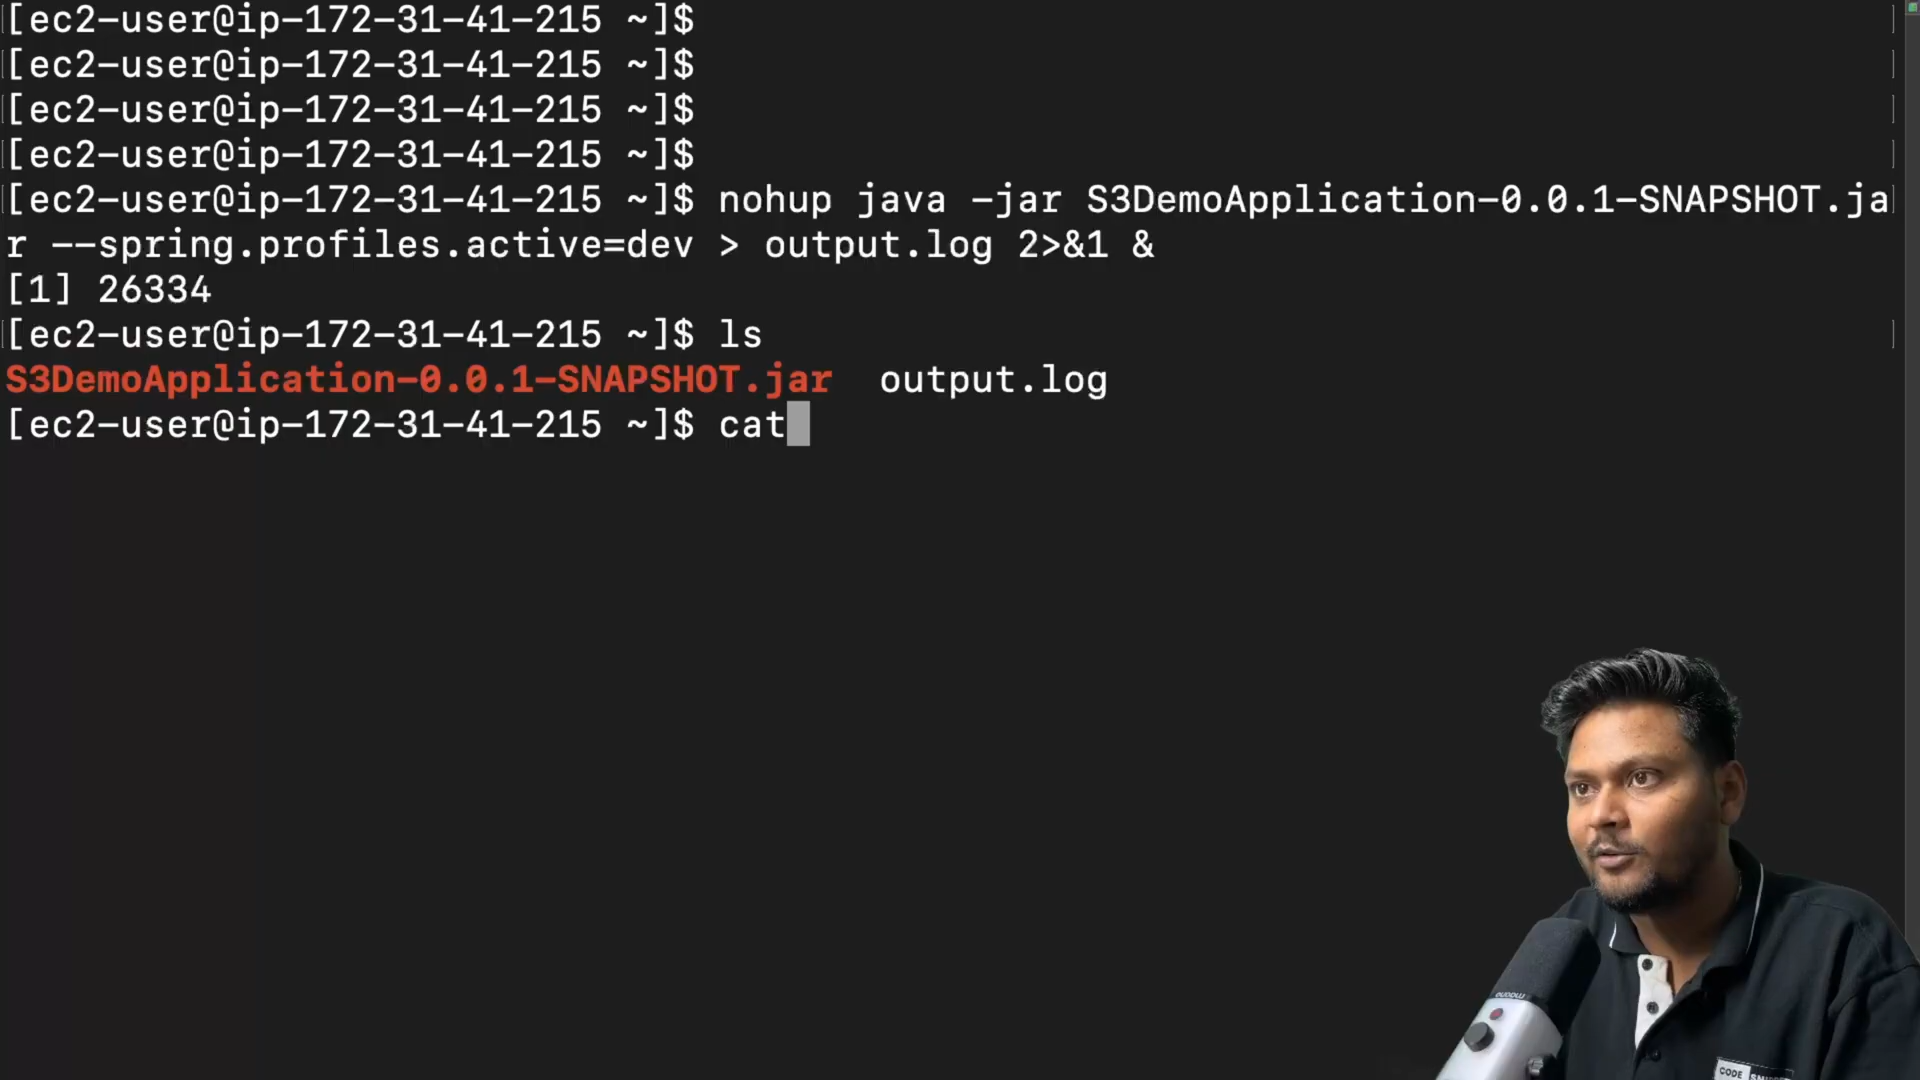 [ec2-user@ip-172-31-41-215 ~]$
[ec2-user@ip-172-31-41-215 ~]$
[ec2-user@ip-172-31-41-215 ~]$
[ec2-user@ip-172-31-41-215 ~]$
[ec2-user@ip-172-31-41-215 ~]$ nohup java -jar S3DemoApplication-0.0.1-SNAPSHOT.ja
r --spring.profiles.active=dev > output.log 2>&1 &
[1] 26334
[ec2-user@ip-172-31-41-215 ~]$ ls
S3DemoApplication-0.0.1-SNAPSHOT.jar output.log
[ec2-user@ip-172-31-41-215 ~]$ cat
maono
CODE